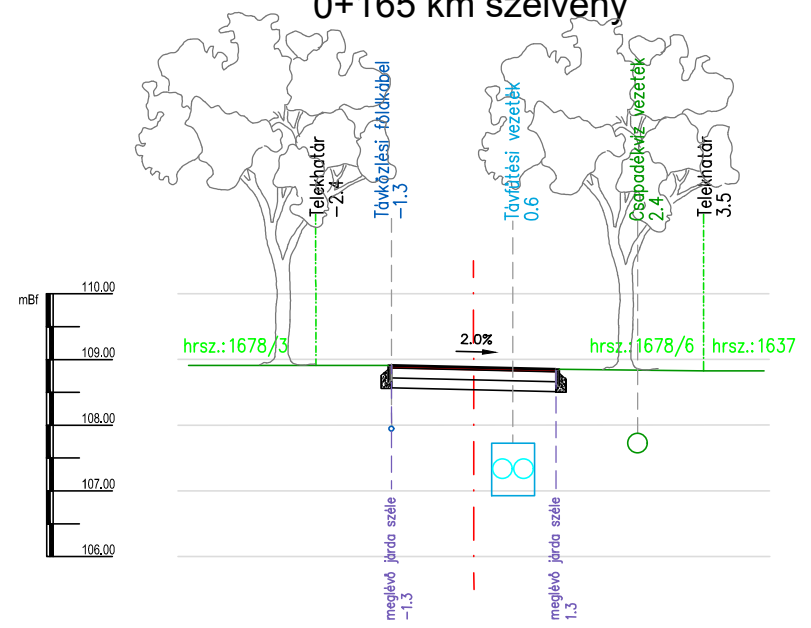 0+165 km szelvény
Telekhatár
-2.4
Távközlési földkábel
-1.3
Távfűtési vezeték
0.6
Csapadékvíz vezeték
2.4
Telekhatár
3.5
mBf
110.00
109.00
108.00
107.00
106.00
hrsz.:1678/3
2.0%
hrsz.:1678/6
hrsz.:1637
meglévő járda széle
-1.3
meglévő járda széle
1.3